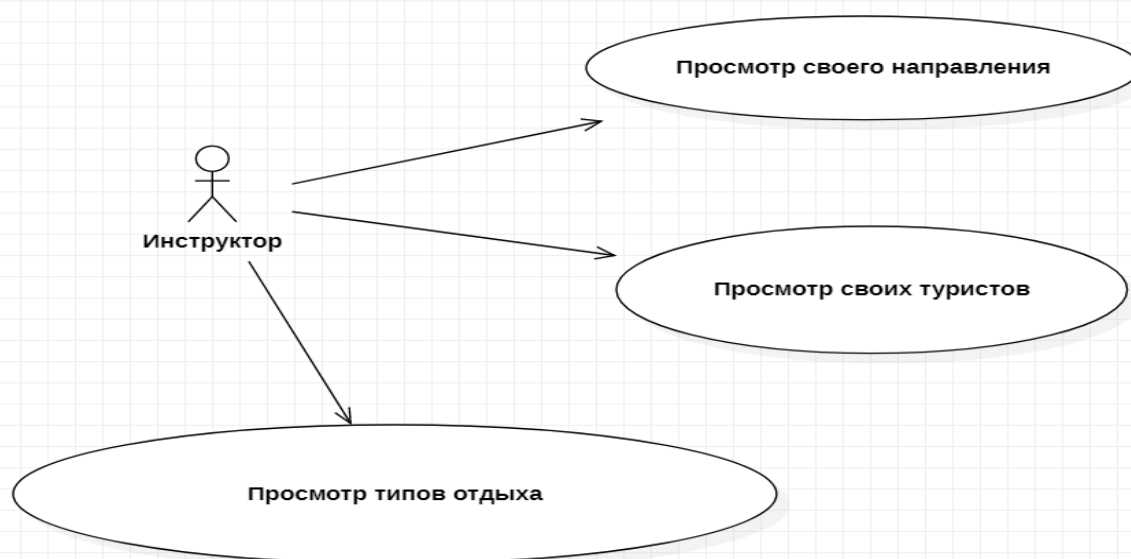 Просмотр своего направления
Инструктор
Просмотр своих туристов
Просмотр типов отдыха